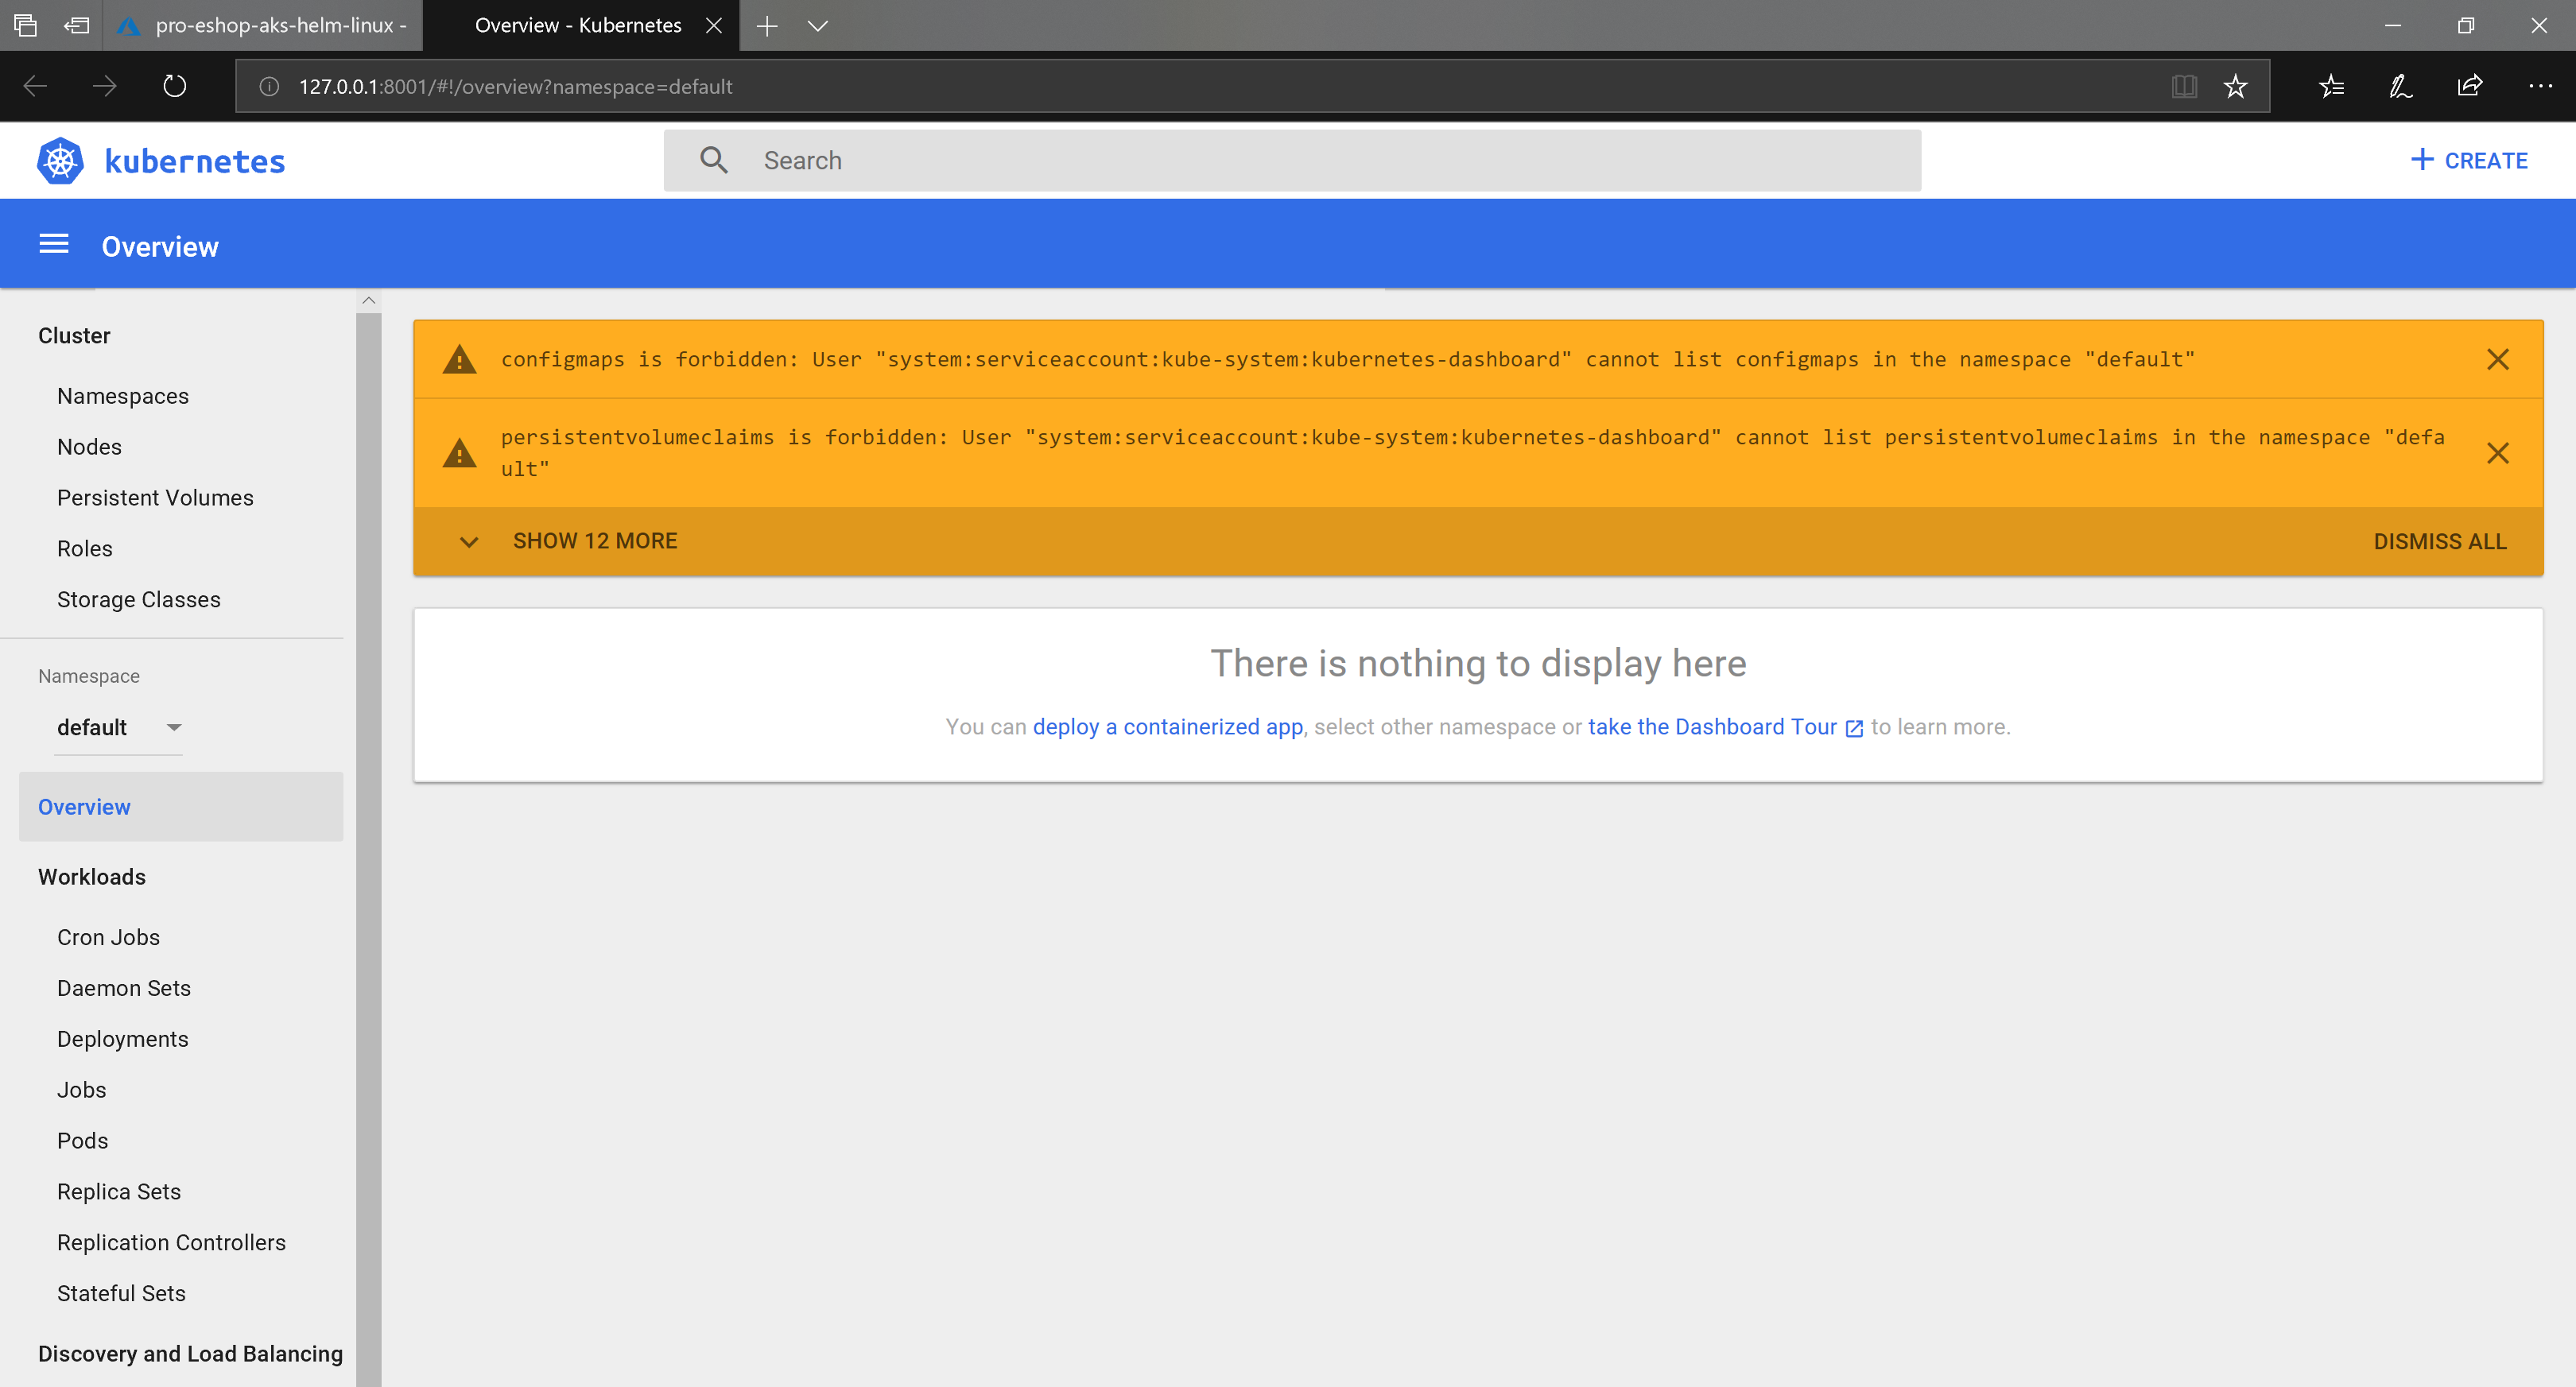 pro-eshop-aks-helm-linux -
Overview - Kubernetes
127.0.0.1:8001/#!/overview?namespace=default
kubernetes
Search
CREATE
Overview
Cluster
Namespaces
Nodes
Persistent Volumes
Roles
Storage Classes
Namespace
default
Overview
Workloads
Cron Jobs
Daemon Sets
Deployments
Jobs
Pods
Replica Sets
Replication Controllers
Stateful Sets
Discovery and Load Balancing
configmaps is forbidden: User "system:serviceaccount:kube-system:kubernetes-dashboard" cannot list configmaps in the namespace "default"
persistentvolumeclaims is forbidden: User "system:serviceaccount:kube-system:kubernetes-dashboard" cannot list persistentvolumeclaims in the namespace "defa
ult"
SHOW 12 MORE
DISMISS ALL
There is nothing to display here
You can deploy a containerized app, select other namespace or take the Dashboard Tour to learn more.